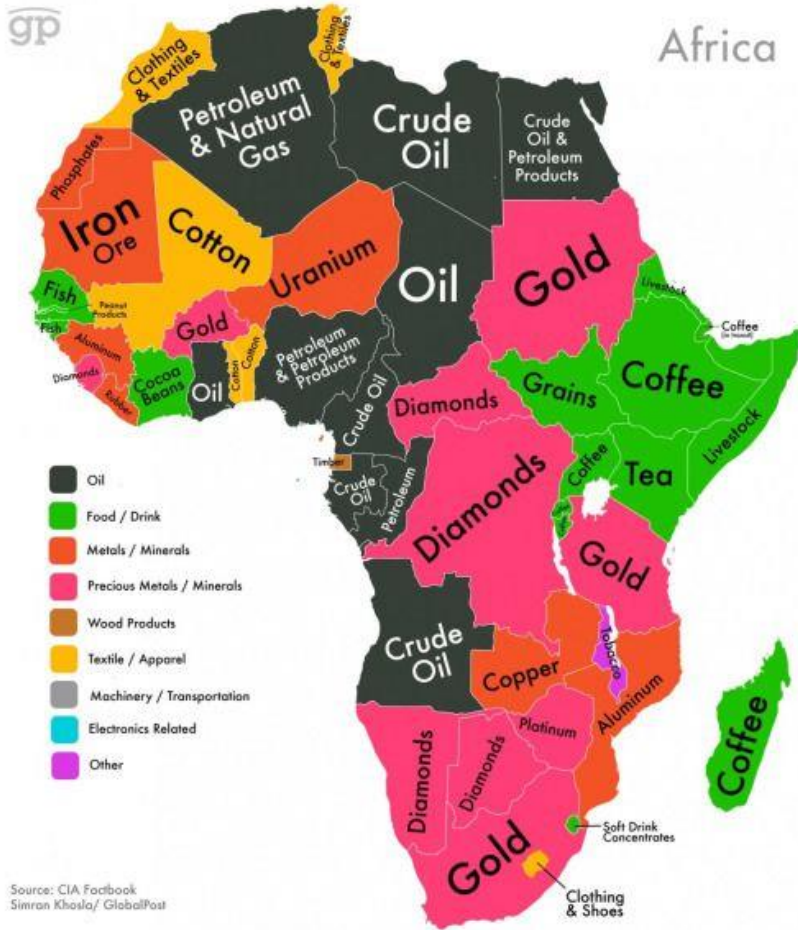 gp
Africa
Clothing
& Textiles
Clothing
& Textiles
Petroleum
& Natural
Gas
Crude
Oil
Crude
Oil &
Petroleum
Products
Phosphates
Iron
Ore
Cotton
Uranium
Oil
Gold
Livestock
Coffee
(in transit)
Fish
Peanut
Products
Fish
Gold
Aluminum
Diamonds
Rubber
Cocoa
Beans
Oil
Cotton
Cotton
Petroleum
& Petroleum
Products
Crude Oil
Diamonds
Grains
Coffee
Livestock
Timber
Crude
Oil
Petroleum
Diamonds
Coffee
Tea
Gold
Oil
Food / Drink
Metals / Minerals
Precious Metals / Minerals
Wood Products
Textile / Apparel
Machinery / Transportation
Electronics Related
Other
Crude
Oil
Copper
Tobacco
Aluminum
Coffee
Diamonds
Diamonds
Platinum
Gold
Soft Drink
Concentrates
Clothing
& Shoes
Source: CIA Factbook
Simran Khosla/ GlobalPost